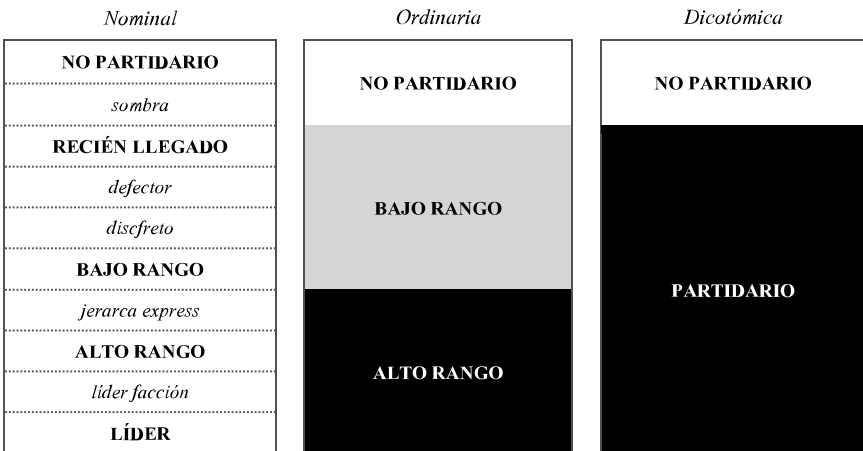 Nominal
NO PARTIDARIO
sombra
RECIÉN LLEGADO
defector
discfreto
BAJO RANGO
jerarca express
ALTO RANGO
líder facción
LÍDER
Ordinaria
NO PARTIDARIO
BAJO RANGO
ALTO RANGO
Dicotómica
NO PARTIDARIO
PARTIDARIO